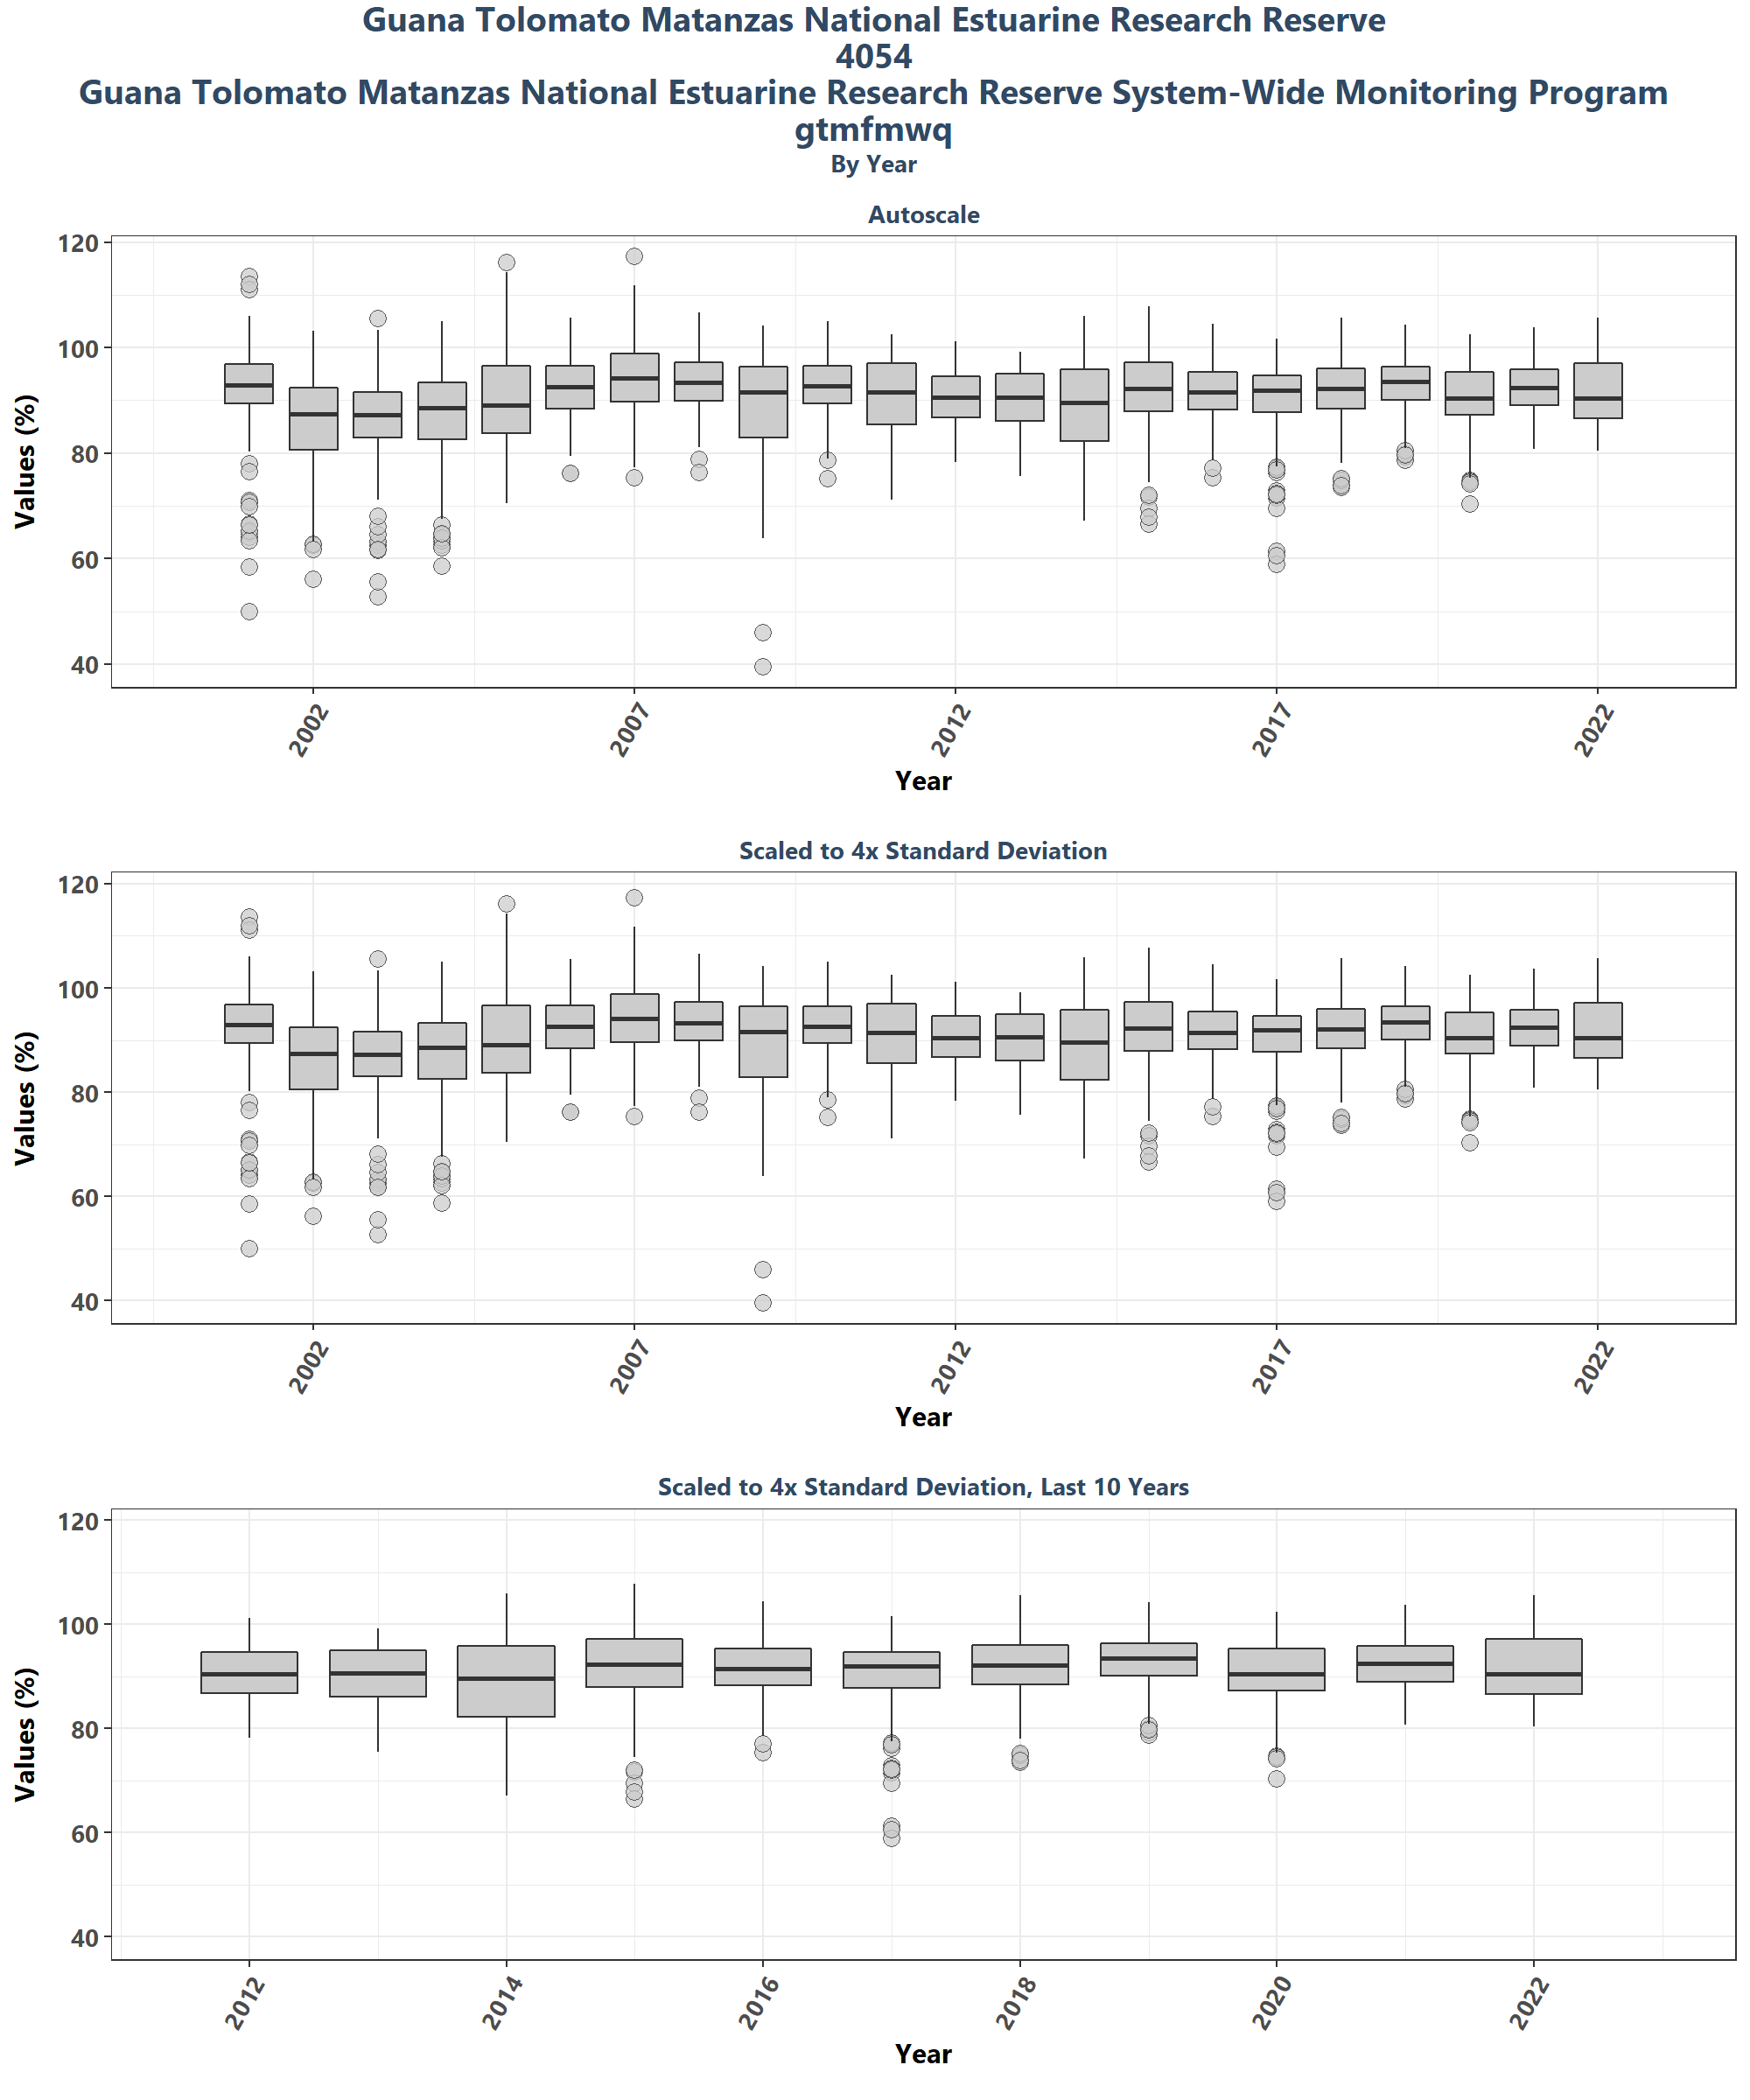 Guana Tolomato Matanzas National Estuarine Research Reserve
4054
Guana Tolomato Matanzas National Estuarine Research Reserve System-Wide Monitoring Program
gtmfmwq
By Year
Autoscale
120
100
80
60
40
Values (%)
2002 2007 2012 2017 2022
Year
Scaled to 4x Standard Deviation
120
100
80
60
40
Values (%)
2002 2007 2012 2017 2022
Year
Scaled to 4x Standard Deviation, Last 10 Years
120
100
80
60
40
Values (%)
2012 2014 2016 2018 2020 2022
Year